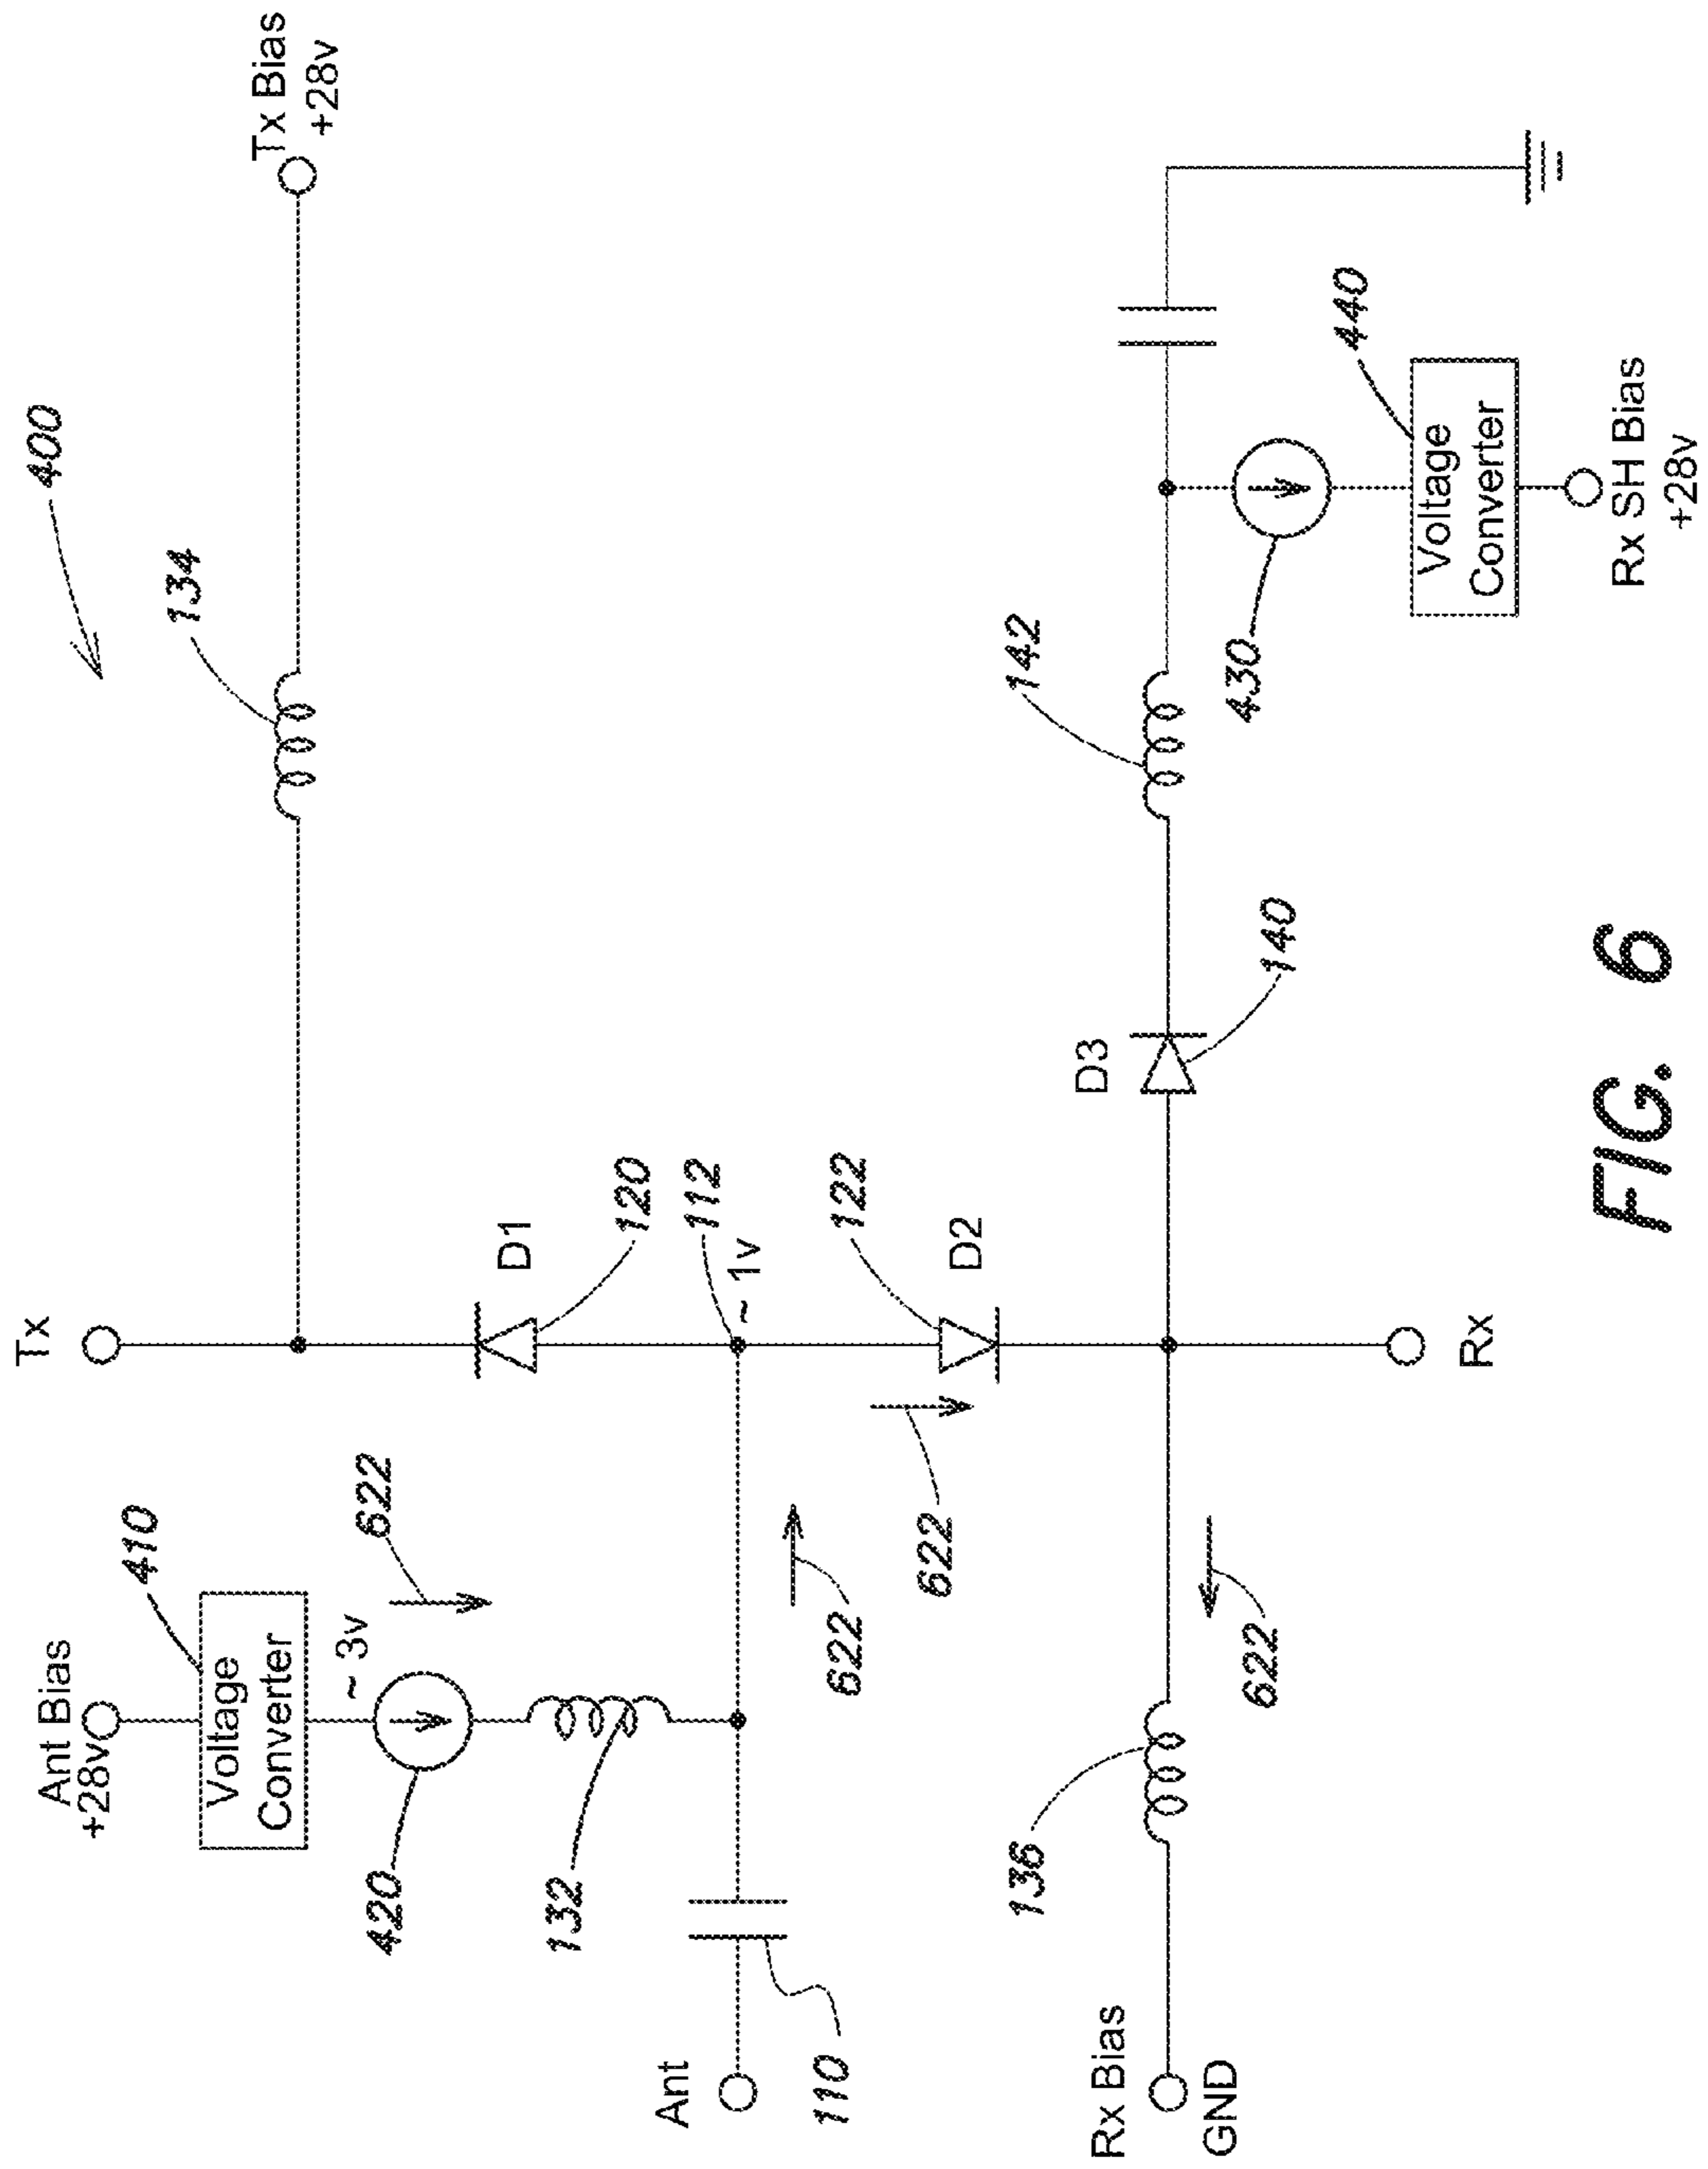 400
Tx
Tx Bias
+28v
134
Ant Bias
+28v
410
Voltage
Converter
~ 3v
622
420
132
D1
120
112
~ 1v
Ant
110
622
622
122
D2
Rx Bias
GND
136
622
Rx
D3
140
142
430
440
Voltage
Converter
Rx SH Bias
+28v
FIG. 6